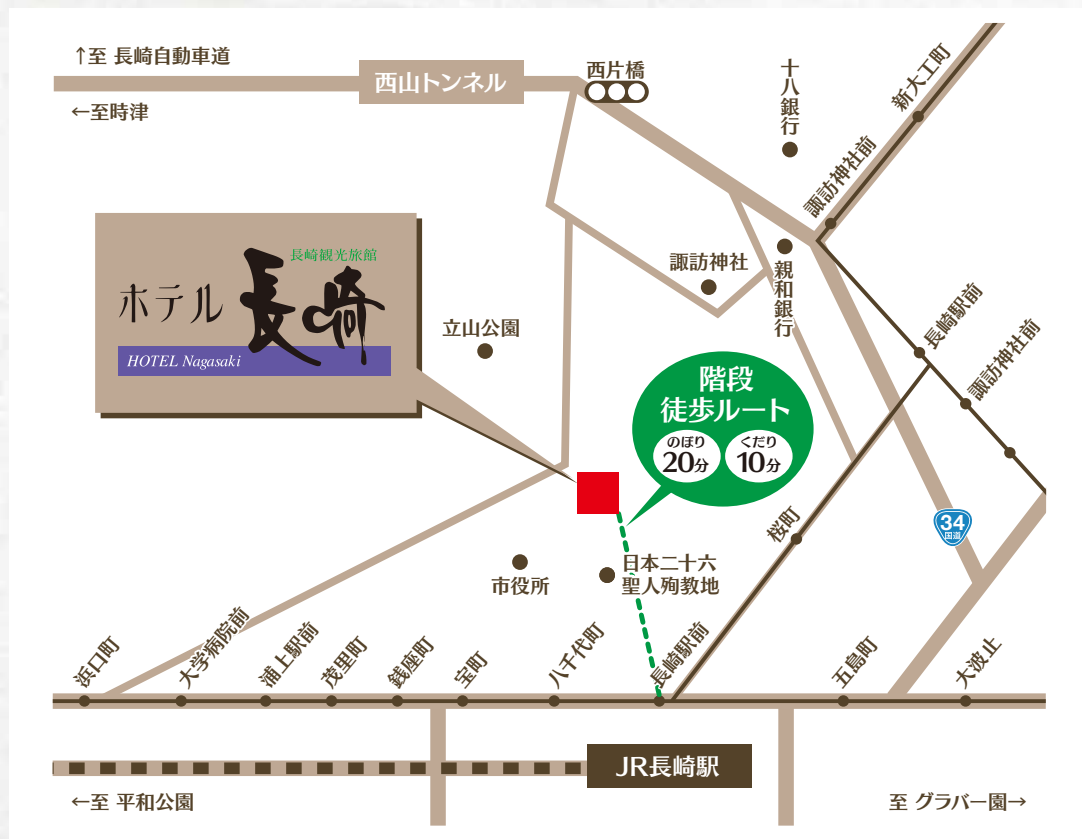 ↑至 長崎自動車道
西山トンネル
←至時津
西片橋
十八銀行
新大工町
諏訪神社前
長崎観光旅館
ホテル 長崎
HOTEL Nagasaki
諏訪神社
親和銀行
立山公園
長崎駅前
諏訪神社前
階段
徒歩ルート
のぼり
20分
くだり
10分
34
国道
桜町
市役所
日本二十六
聖人殉教地
浜口町
大学病院前
浦上駅前
茂里町
銭座町
宝町
八千代町
長崎駅前
五島町
大波止
JR長崎駅
←至 平和公園
至 グラバー園→